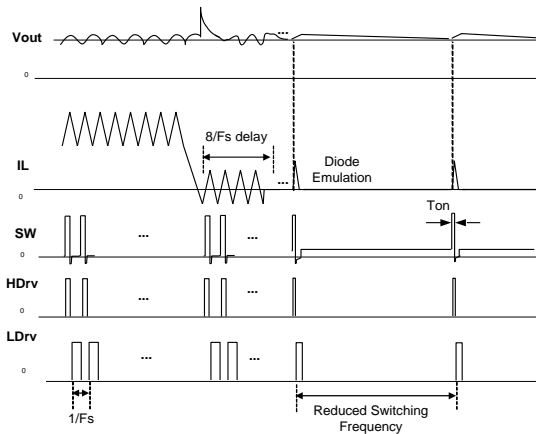 Vout
...
0
8/Fs delay
Diode
Emulation
IL
...
0
Ton
SW
... ...
0
HDrv
... ...
0
LDrv
... ...
0
1/Fs
Reduced Switching
Frequency